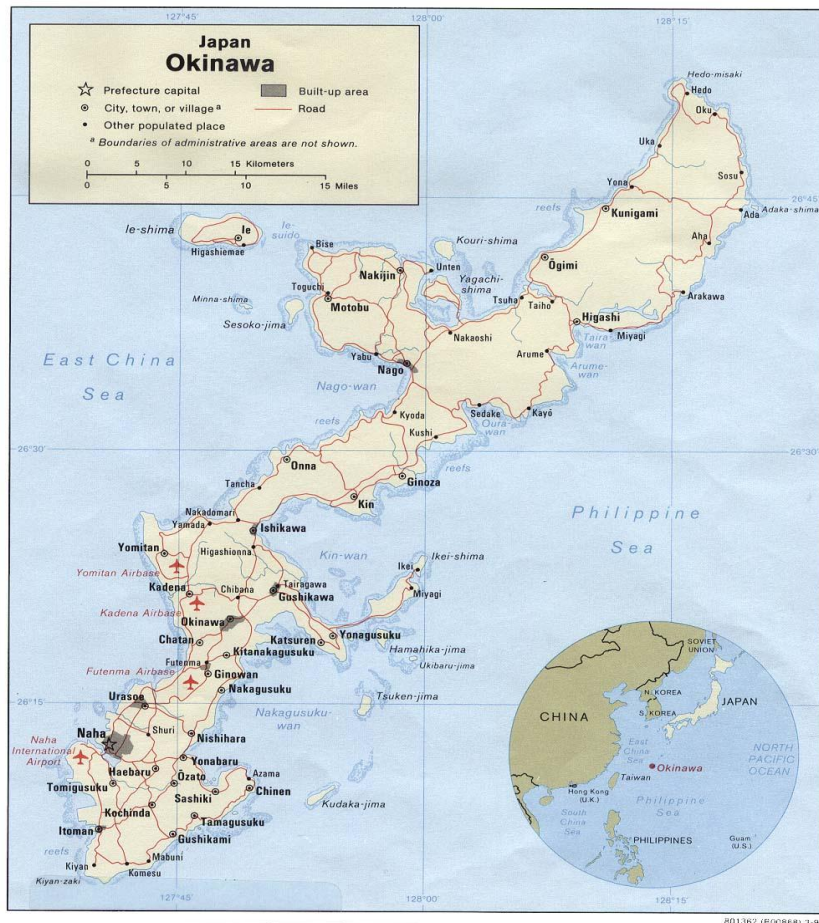 127°45'
128°00'
128°15'
Japan
Okinawa
Prefecture capital
City, town, or village a
Other populated place
Built-up area
Road
a Boundaries of administrative areas are not shown.
0 5 10 15 Kilometers
0 5 10 15 Miles
Hedo-misaki
Hedo
Oku
Uka
Sosu
Yona
26°45'
reefs
Kunigami
Ada
Adaka-shima
Ie-shima
Ie
Higashiemae
Ie-suido
Bise
Kouri-shima
Aha
Ōgimi
Nakijin
Unten
Yagachi-shima
Toguchi
Motobu
Minna-shima
Sesoko-jima
Tsuha
Taiho
Arakawa
Higashi
Miyagi
Taira-wan
Nakaoshi
East China
Sea
Yabu
Nago
Arume
Arume-wan
Nago-wan
Kyoda
Sedake
Kayō
Oura-wan
reefs
Kushi
26°30'
26°30'
Onna
reefs
Tancha
Ginoza
Kin
Nakadomari
Yamada
Ishikawa
Philippine
Sea
Yomitan
Higashionna
Kin-wan
Ikei-shima
Ikei
Yomitan Airbase
Kadena
Chibana
Tairagawa
Gushikawa
Miyagi
Kadena Airbase
Okinawa
Chatan
Katsuren
Yonagusuku
Kitanakagusuku
Hamahika-jima
Futenma
Ukibaru-jima
Futenma Airbase
Ginowan
Nakagusuku
Tsuken-jima
26°15'
Urasoe
Nakagusuku-wan
Naha
Shuri
Nishihara
Naha
International
Airport
Yonabaru
Haebaru
Ōzato
Azama
Tomigusuku
Sashiki
Chinen
Kochinda
Kudaka-jima
Tamagusuku
Itoman
Gushikami
reefs
Kiyan
Mabuni
Komesu
Kiyan-zaki
127°45'
128°00'
128°15'
SOVIET
UNION
N. KOREA
S. KOREA
JAPAN
CHINA
East
China
Sea
NORTH
PACIFIC
OCEAN
Okinawa
Taiwan
Hong Kong
(U.K.)
Philippine
Sea
South
China
Sea
PHILIPPINES
Guam
(U.S.)